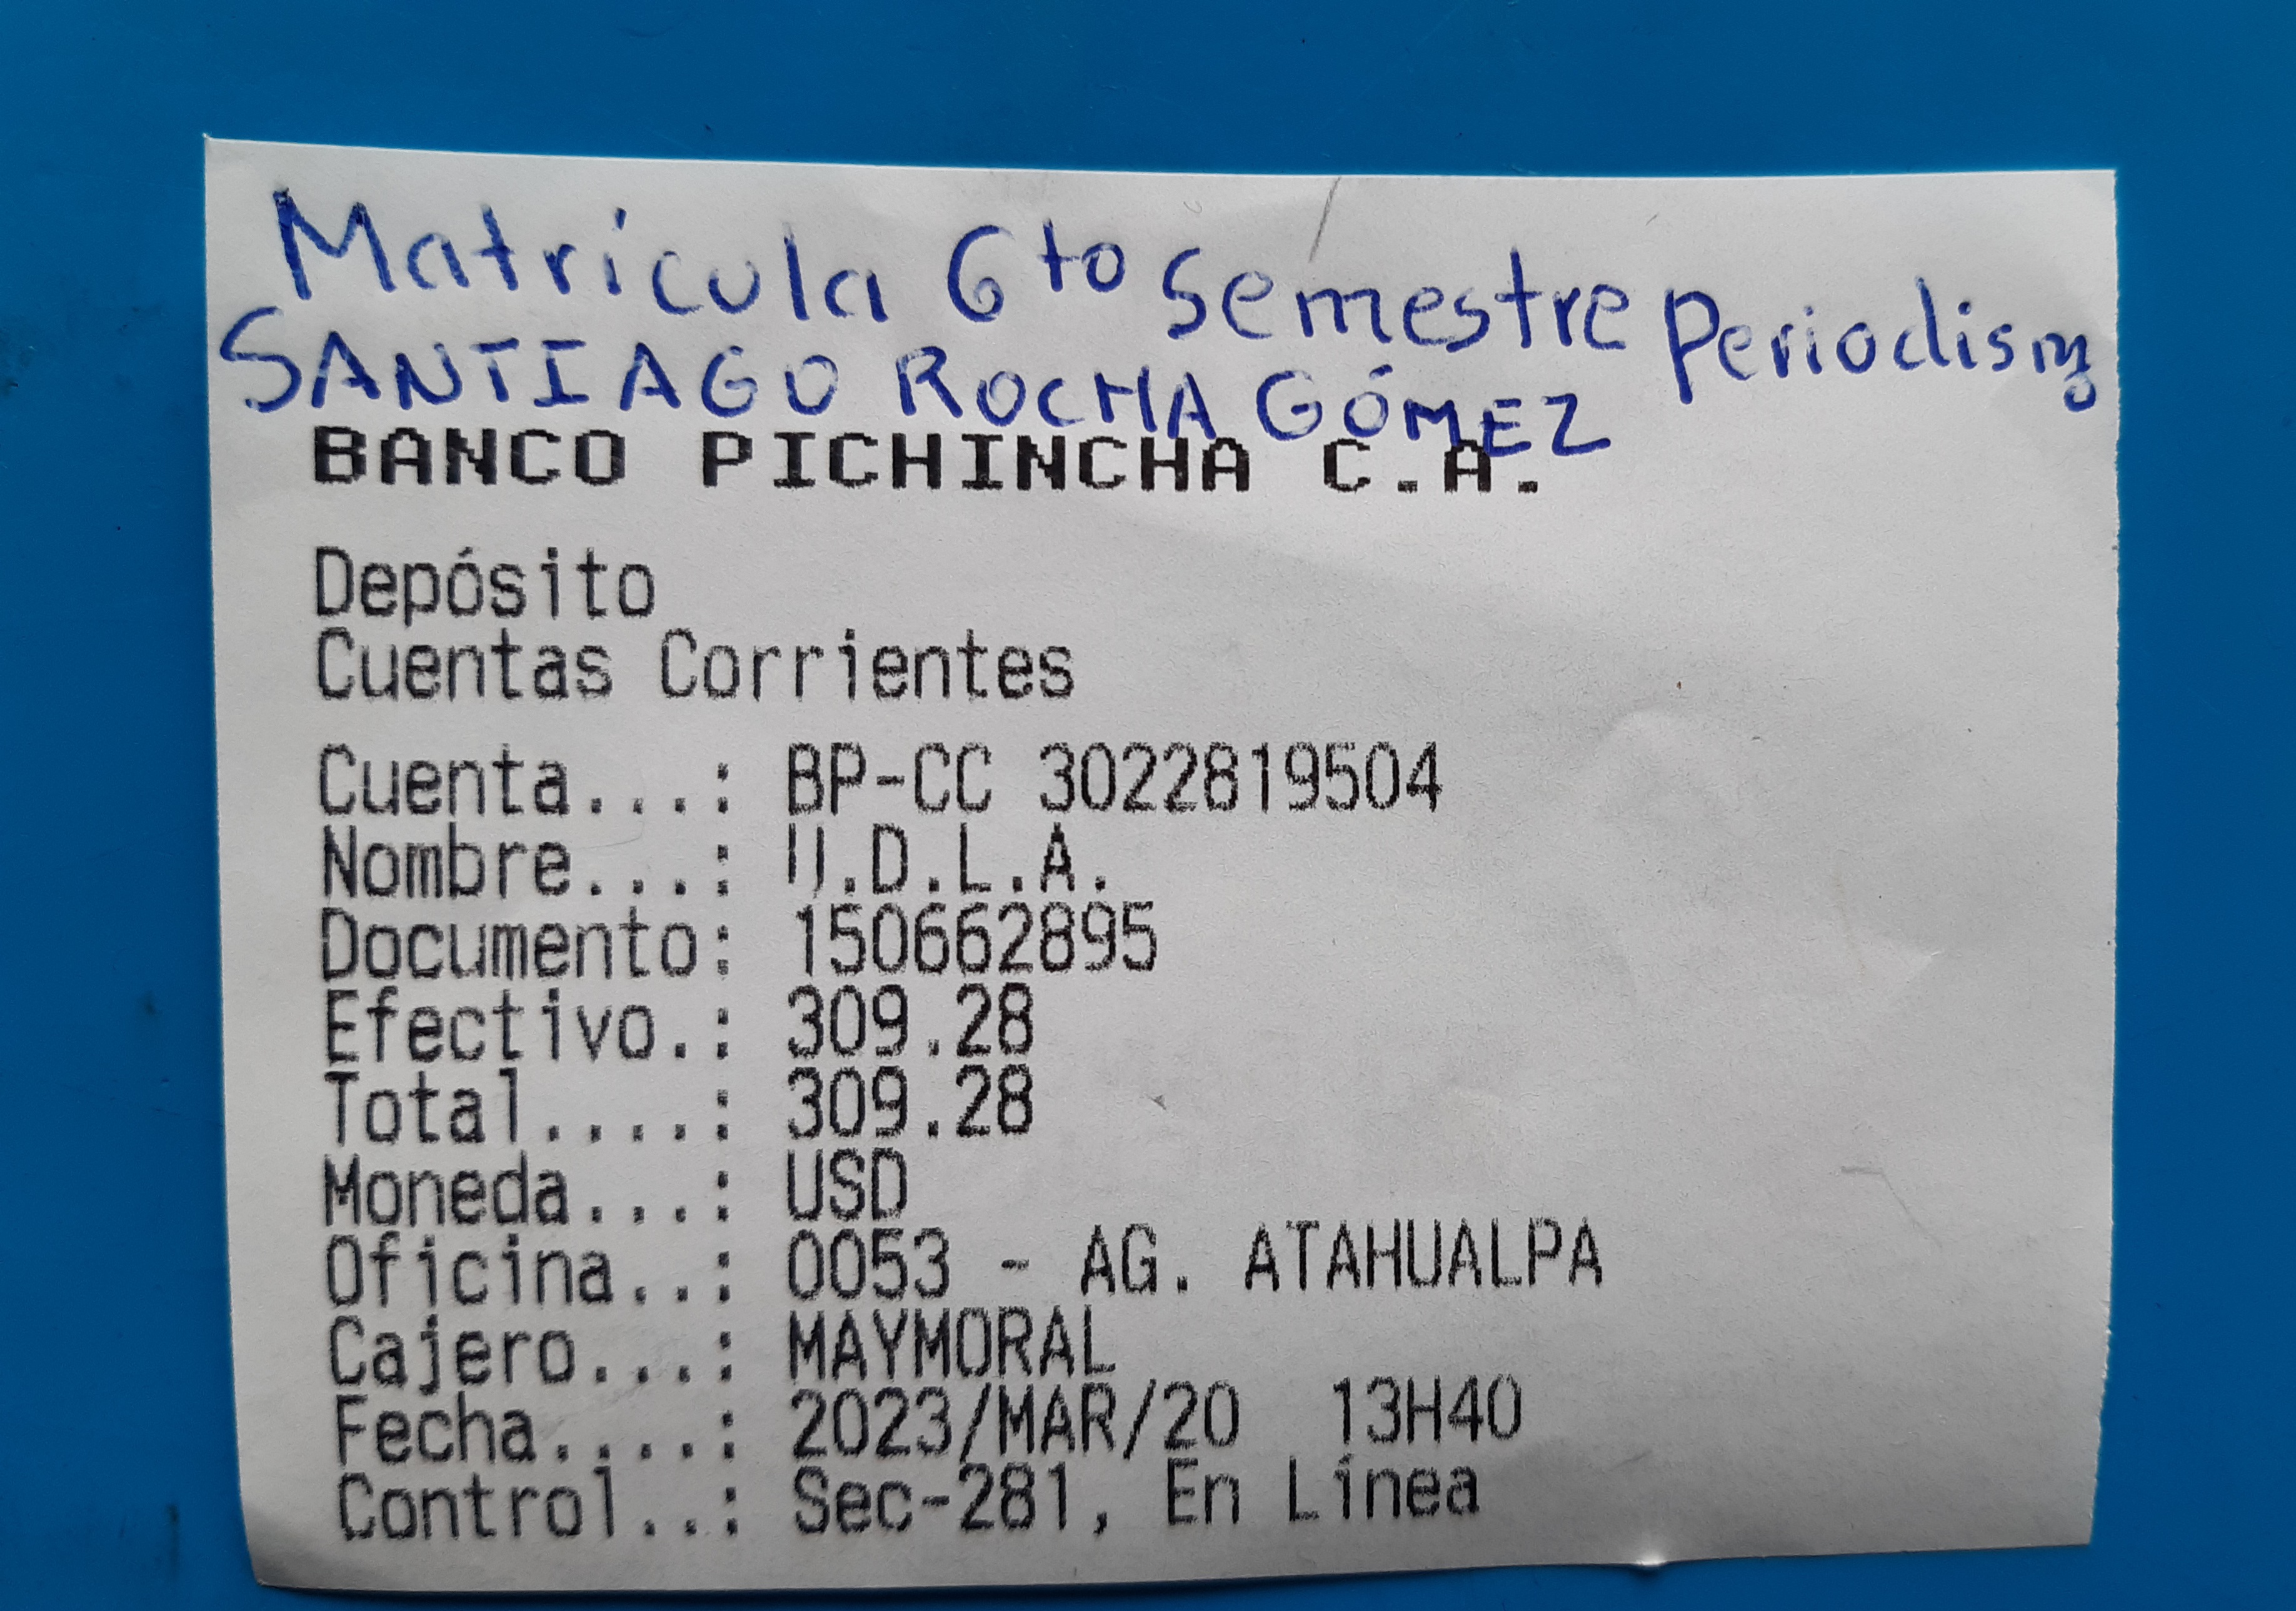 Matrícula 6to Semestre Periodismo
SANTIAGO ROCHA GÓMEZ
BANCO PICHINCHA C.A.
Depósito
Cuentas Corrientes
Cuenta...: BP-CC 3022819504
Nombre...: U.D.L.A.
Documento: 150662895
Efectivo.: 309.28
Total....: 309.28
Moneda...: USD
Oficina..: 0053 - AG. ATAHUALPA
Cajero...: MAYMORAL
Fecha....: 2023/MAR/20 13H40
Control..: Sec-281, En Línea